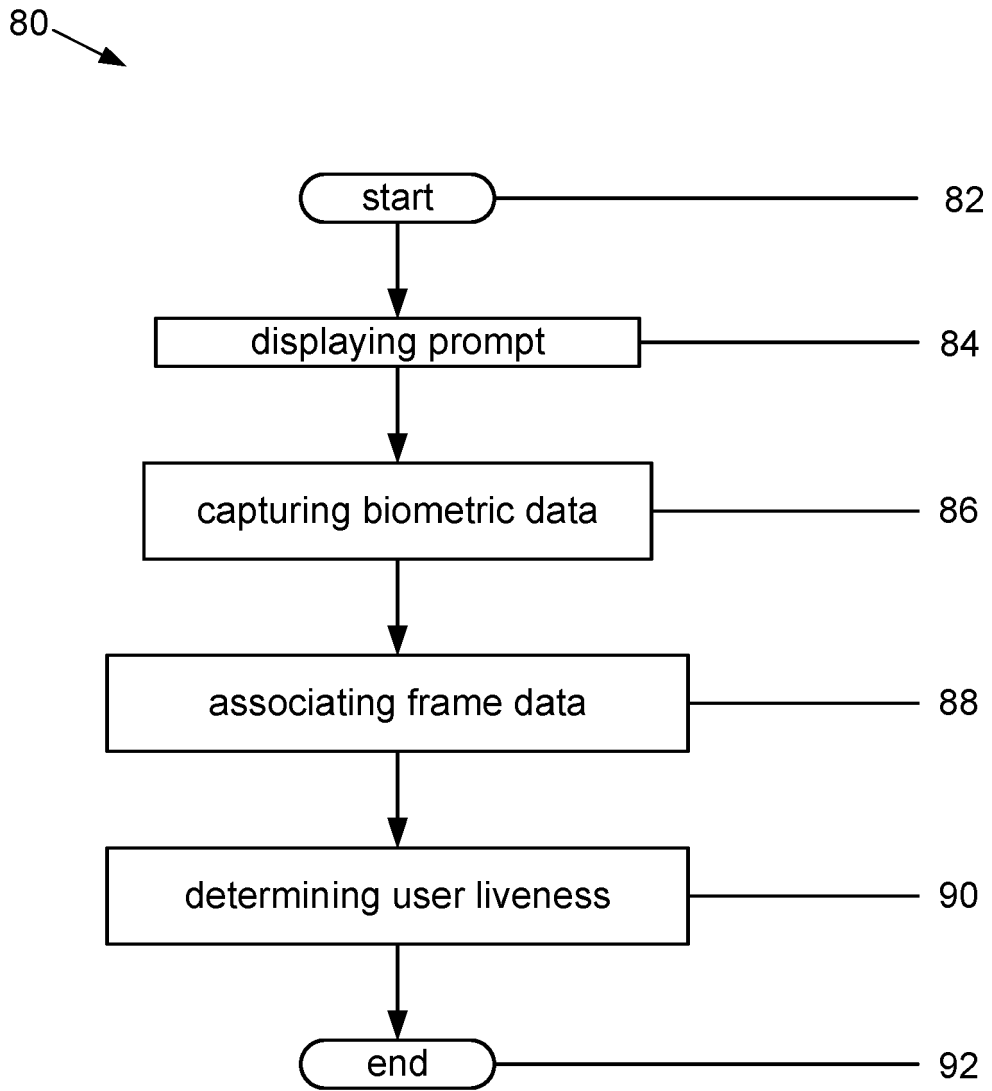 80
start
82
displaying prompt
84
capturing biometric data
86
associating frame data
88
determining user liveness
90
end
92